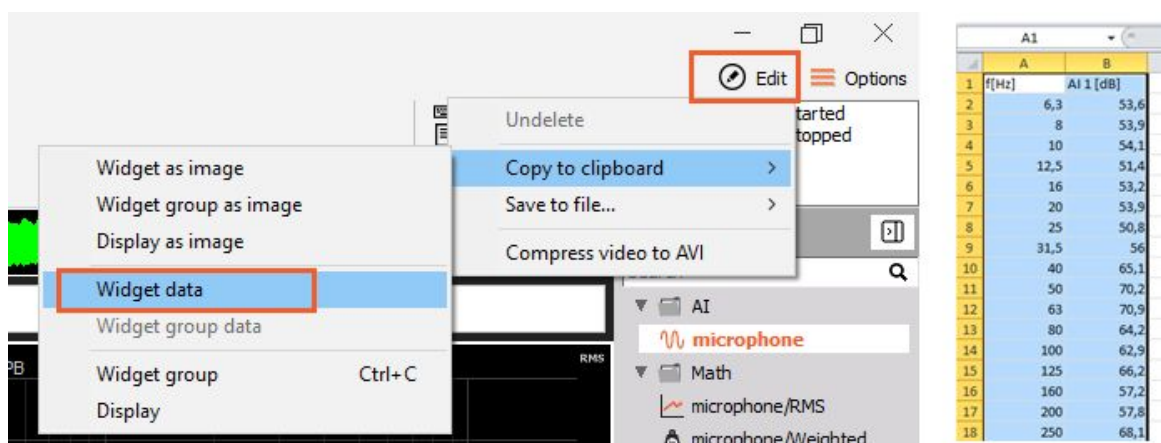 Edit
Options
tarted
topped
Undelete
Copy to clipboard
Save to file...
Compress video to AVI
Widget as image
Widget group as image
Display as image
Widget data
Widget group data
Widget group Ctrl+C
Display
PB
RMS
AI
microphone
Math
microphone/RMS
microphone/Weighted
A1
A B
1 f[Hz] AI 1 [dB]
2 6,3 53,6
3 8 53,9
4 10 54,1
5 12,5 51,4
6 16 53,2
7 20 53,9
8 25 50,8
9 31,5 56
10 40 65,1
11 50 70,2
12 63 70,9
13 80 64,2
14 100 62,9
15 125 66,2
16 160 57,2
17 200 57,8
18 250 68,1